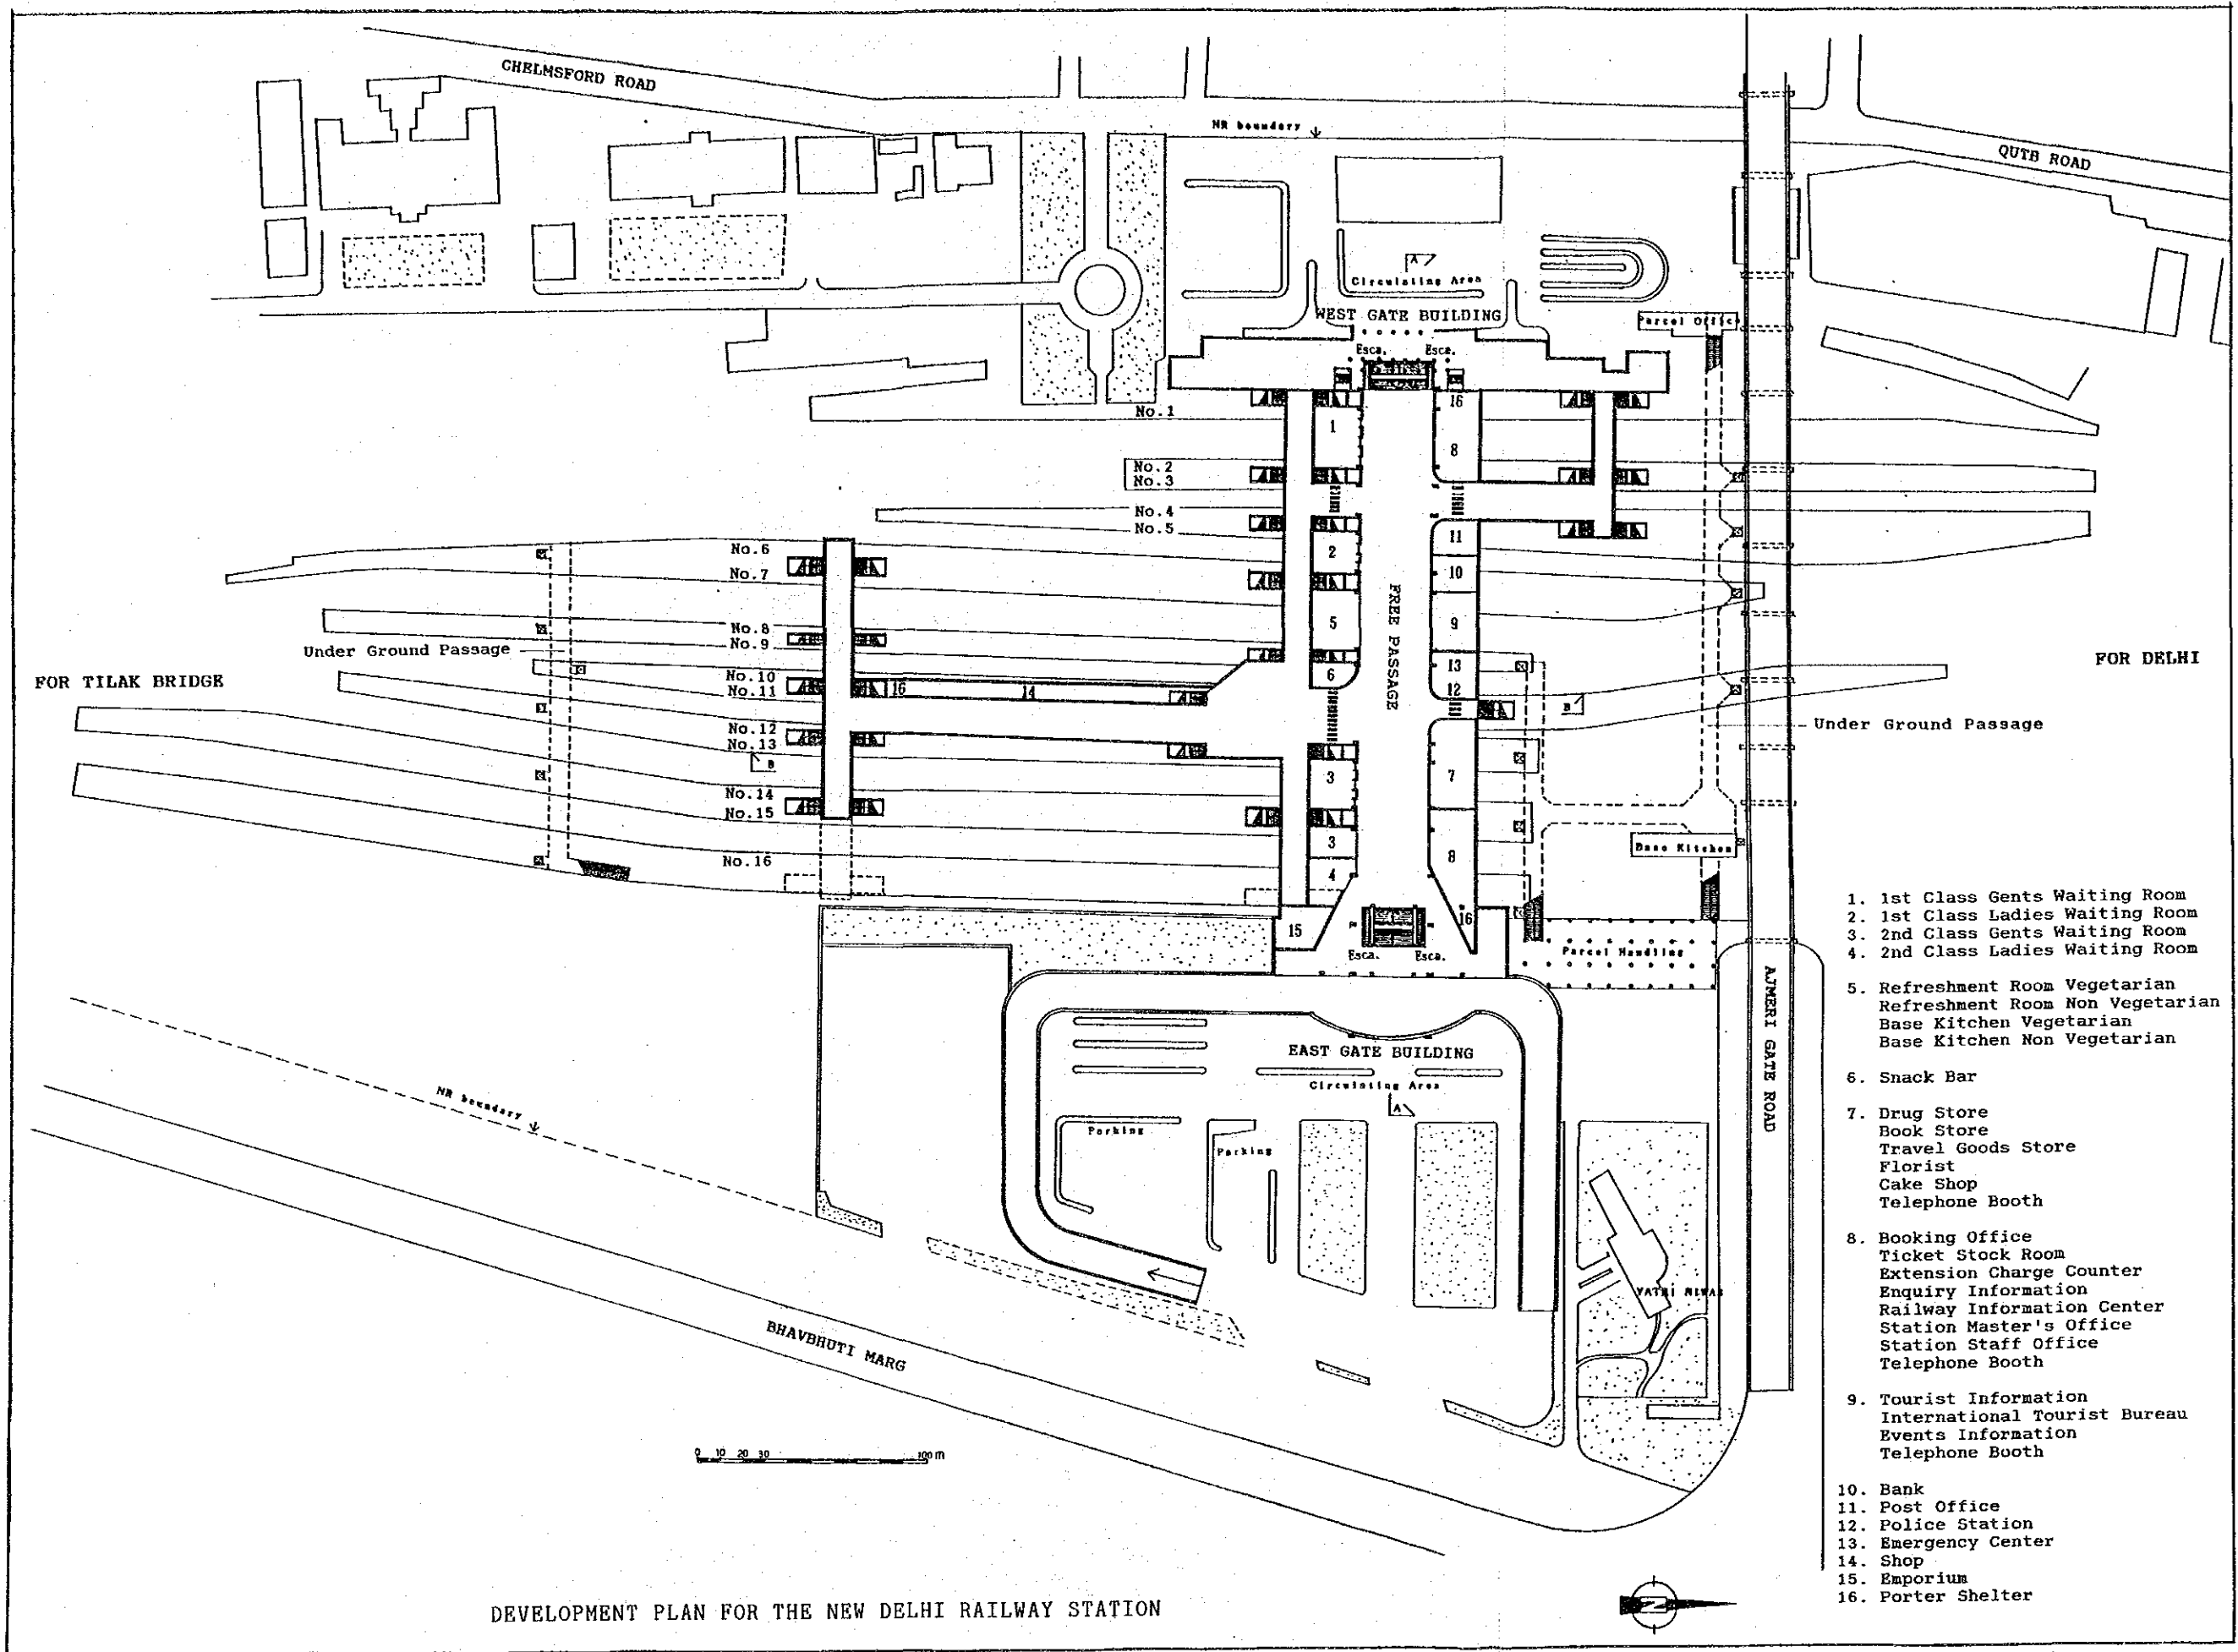 CHELMSFORD ROAD
NR boundary
QUTB ROAD
A
Circulating Area
WEST GATE BUILDING
Parcel Office
Esca. Esca.
No.1
16
1
8
No.2
No.3
No.4
No.5
11
2
No.6
No.7
10
FREE PASSAGE
5
9
No.8
No.9
Under Ground Passage
13
6
12
No.10
No.11
16
14
FOR TILAK BRIDGE
FOR DELHI
B
Under Ground Passage
No.12
No.13
B
3
7
No.14
No.15
3
8
Base Kitchen
No.16
4
15
16
Esca. Esca.
Parcel Handling
AJMERI GATE ROAD
EAST GATE BUILDING
Circulating Area
A
NR boundary
Parking
Parking
YATRI NIWAS
BHAVBHUTI MARG
0 10 20 30 100m
1. 1st Class Gents Waiting Room
2. 1st Class Ladies Waiting Room
3. 2nd Class Gents Waiting Room
4. 2nd Class Ladies Waiting Room
5. Refreshment Room Vegetarian
Refreshment Room Non Vegetarian
Base Kitchen Vegetarian
Base Kitchen Non Vegetarian
6. Snack Bar
7. Drug Store
Book Store
Travel Goods Store
Florist
Cake Shop
Telephone Booth
8. Booking Office
Ticket Stock Room
Extension Charge Counter
Enquiry Information
Railway Information Center
Station Master's Office
Station Staff Office
Telephone Booth
9. Tourist Information
International Tourist Bureau
Events Information
Telephone Booth
10. Bank
11. Post Office
12. Police Station
13. Emergency Center
14. Shop
15. Emporium
16. Porter Shelter
DEVELOPMENT PLAN FOR THE NEW DELHI RAILWAY STATION